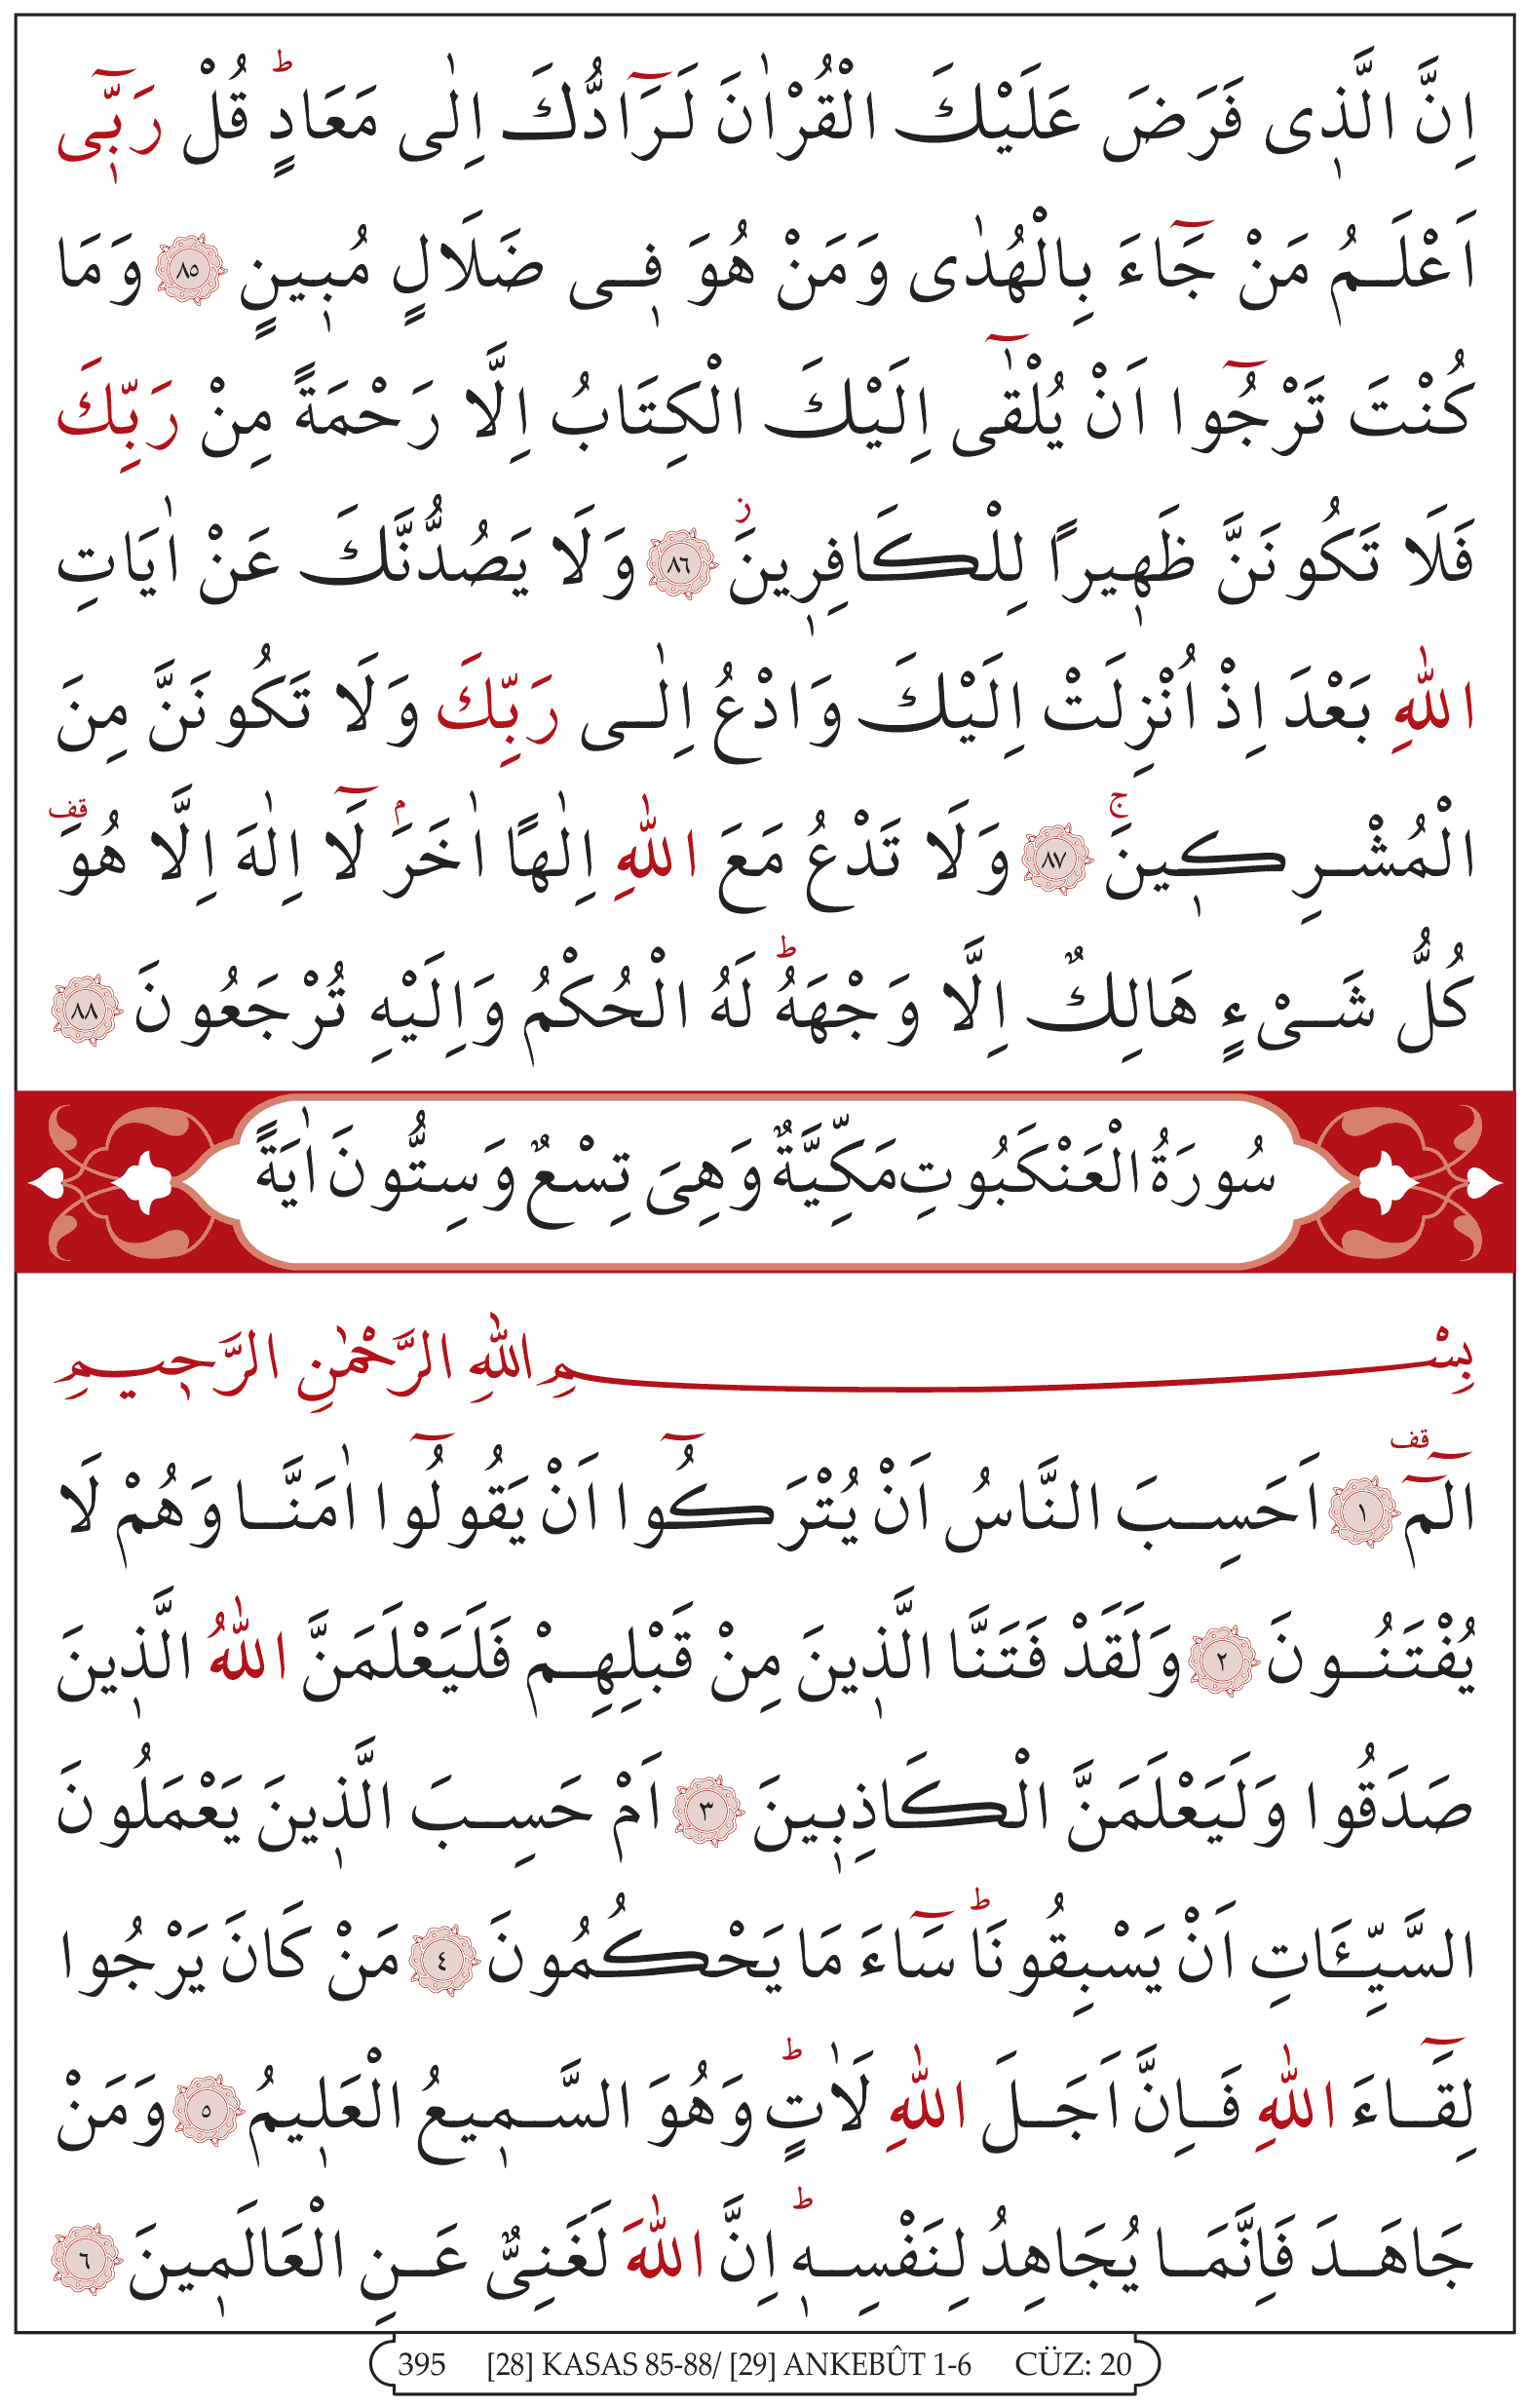 اِنَّ الَّذٖى فَرَضَ عَلَيْكَ الْقُرْاٰنَ لَرَٓادُّكَ اِلٰى مَعَادٍؕ قُلْ رَبّٖٓى
اَعْلَمُ مَنْ جَٓاءَ بِالْهُدٰى وَمَنْ هُوَ فٖى ضَلَالٍ مُبٖينٍ ﴿٨٥﴾ وَمَا
كُنْتَ تَرْجُٓوا اَنْ يُلْقٰٓى اِلَيْكَ الْكِتَابُ اِلَّا رَحْمَةً مِنْ رَبِّكَ
فَلَا تَكُونَنَّ ظَهٖيراً لِلْكَافِرٖينَؗ ﴿٨٦﴾ وَلَا يَصُدُّنَّكَ عَنْ اٰيَاتِ
اللّٰهِ بَعْدَ اِذْ اُنْزِلَتْ اِلَيْكَ وَادْعُ اِلٰى رَبِّكَ وَلَا تَكُونَنَّ مِنَ
الْمُشْرِكٖينَۚ ﴿٨٧﴾ وَلَا تَدْعُ مَعَ اللّٰهِ اِلٰهًا اٰخَرَۢ لَٓا اِلٰهَ اِلَّا هُوَ قف
كُلُّ شَىْءٍ هَالِكٌ اِلَّا وَجْهَهُؕ لَهُ الْحُكْمُ وَاِلَيْهِ تُرْجَعُونَ ﴿٨٨﴾
سُورَةُ الْعَنْكَبُوتِ مَكِّيَّةٌ وَهِىَ تِسْعٌ وَسِتُّونَ اٰيَةً
بِسْمِ اللّٰهِ الرَّحْمٰنِ الرَّحٖيمِ
الٓمٓ قف ﴿١﴾ اَحَسِبَ النَّاسُ اَنْ يُتْرَكُٓوا اَنْ يَقُولُٓوا اٰمَنَّا وَهُمْ لَا
يُفْتَنُونَ ﴿٢﴾ وَلَقَدْ فَتَنَّا الَّذٖينَ مِنْ قَبْلِهِمْ فَلَيَعْلَمَنَّ اللّٰهُ الَّذٖينَ
صَدَقُوا وَلَيَعْلَمَنَّ الْكَاذِبٖينَ ﴿٣﴾ اَمْ حَسِبَ الَّذٖينَ يَعْمَلُونَ
السَّيِّـَٔاتِ اَنْ يَسْبِقُونَاؕ سَٓاءَ مَا يَحْكُمُونَ ﴿٤﴾ مَنْ كَانَ يَرْجُوا
لِقَٓاءَ اللّٰهِ فَاِنَّ اَجَلَ اللّٰهِ لَاٰتٍؕ وَهُوَ السَّمٖيعُ الْعَلٖيمُ ﴿٥﴾ وَمَنْ
جَاهَدَ فَاِنَّمَا يُجَاهِدُ لِنَفْسِهٖؕ اِنَّ اللّٰهَ لَغَنِىٌّ عَنِ الْعَالَمٖينَ ﴿٦﴾
395 [28] KASAS 85-88/ [29] ANKEBÛT 1-6 CÜZ: 20